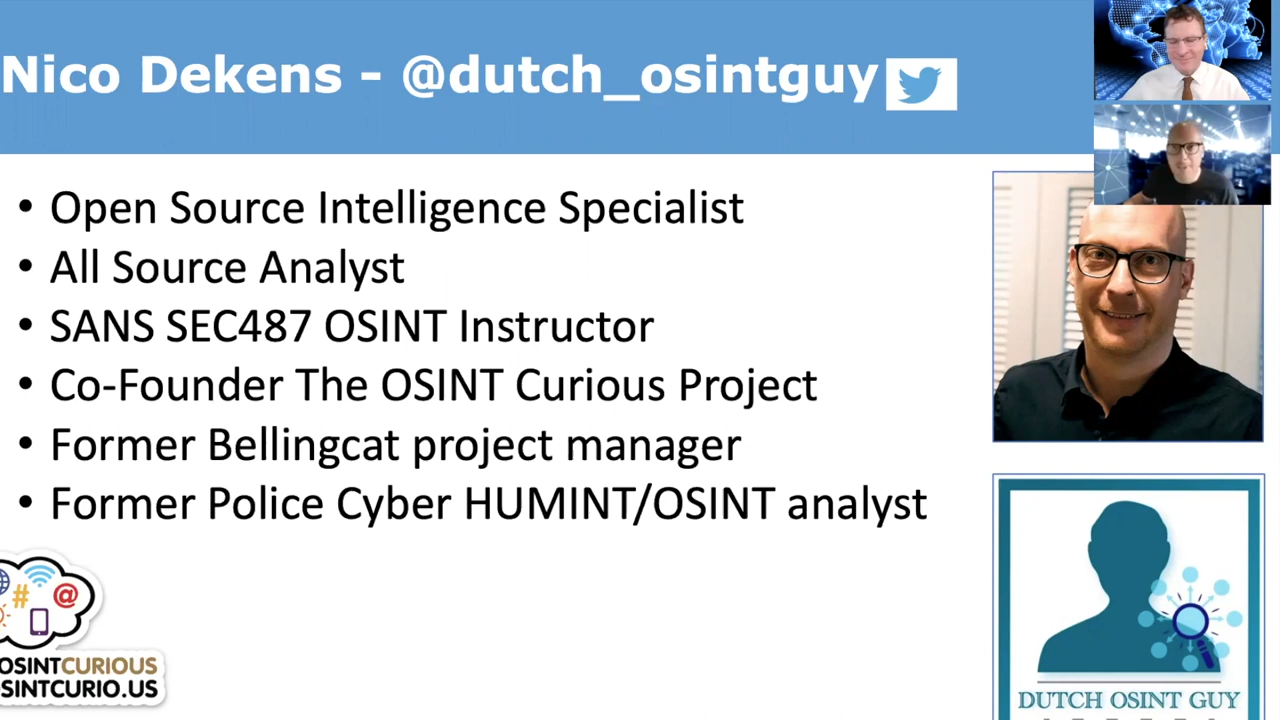 Nico Dekens - @dutch_osintguy
• Open Source Intelligence Specialist
• All Source Analyst
• SANS SEC487 OSINT Instructor
• Co-Founder The OSINT Curious Project
• Former Bellingcat project manager
• Former Police Cyber HUMINT/OSINT analyst
# @
OSINTCURIOUS
SINTCURIO.US
DUTCH OSINT GUY